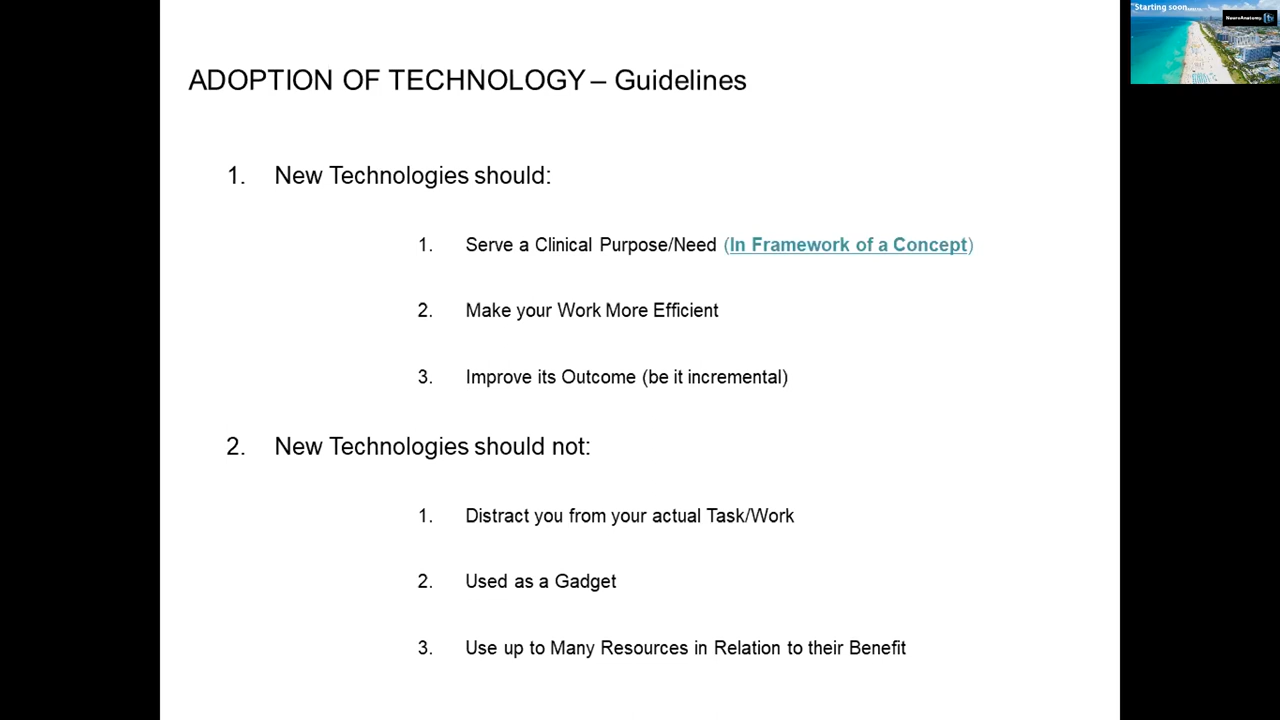 "Starting soon...
NeuroAnatomy
ADOPTION OF TECHNOLOGY – Guidelines
1. New Technologies should:
1. Serve a Clinical Purpose/Need (In Framework of a Concept)
2. Make your Work More Efficient
3. Improve its Outcome (be it incremental)
2. New Technologies should not:
1. Distract you from your actual Task/Work
2. Used as a Gadget
3. Use up to Many Resources in Relation to their Benefit